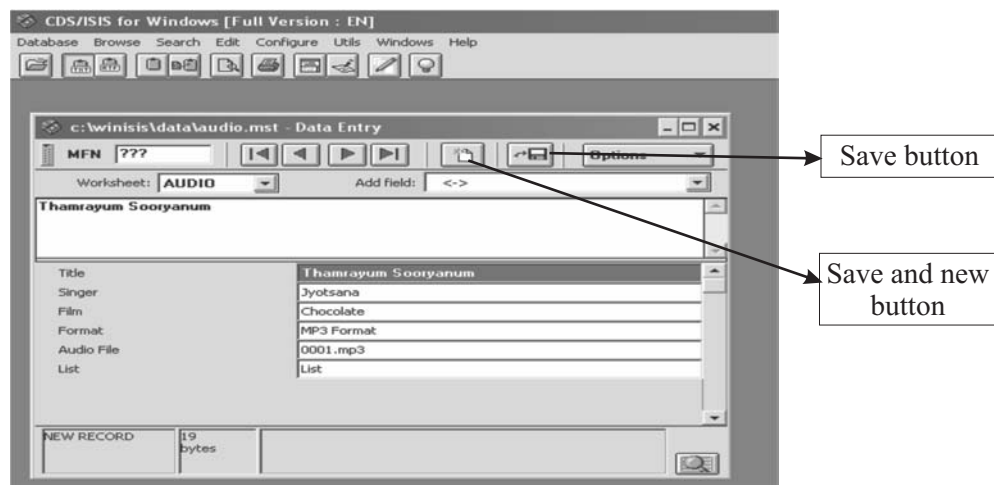 CDS/ISIS for Windows [Full Version : EN]
Database Browse Search Edit Configure Utils Windows Help
c:\winisis\data\audio.mst - Data Entry
MFN ??? Options
Save button
Worksheet: AUDIO Add field: <->
Thamrayum Sooryanum
Title Thamrayum Sooryanum
Save and new
button
Singer Jyotsana
Film Chocolate
Format MP3 Format
Audio File 0001.mp3
List List
NEW RECORD 19
bytes